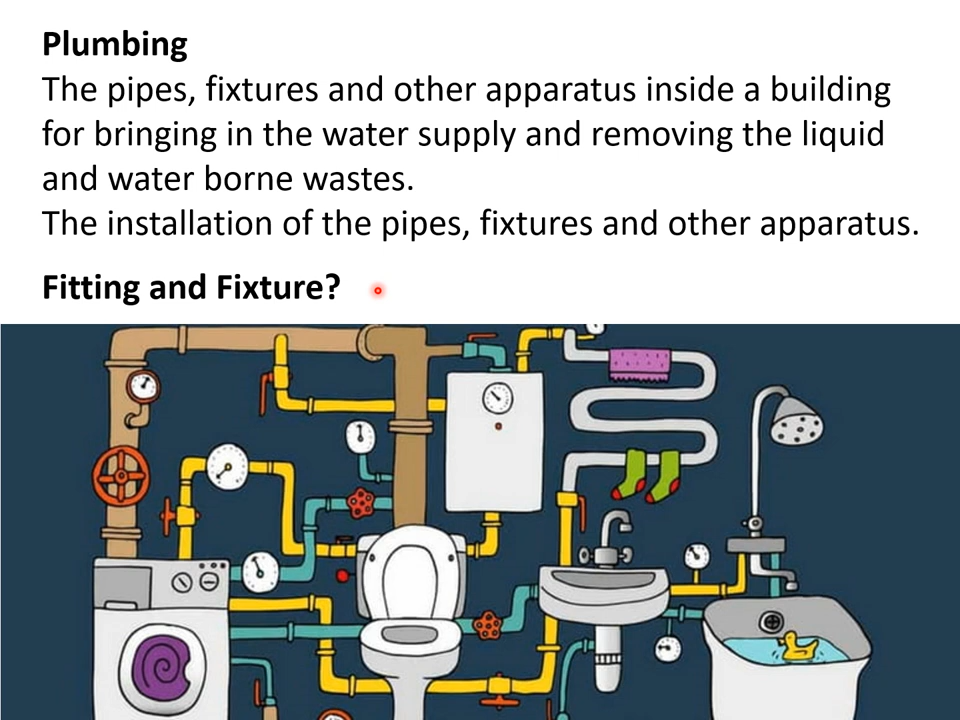 Plumbing
The pipes, fixtures and other apparatus inside a building
for bringing in the water supply and removing the liquid
and water borne wastes.
The installation of the pipes, fixtures and other apparatus.
Fitting and Fixture?